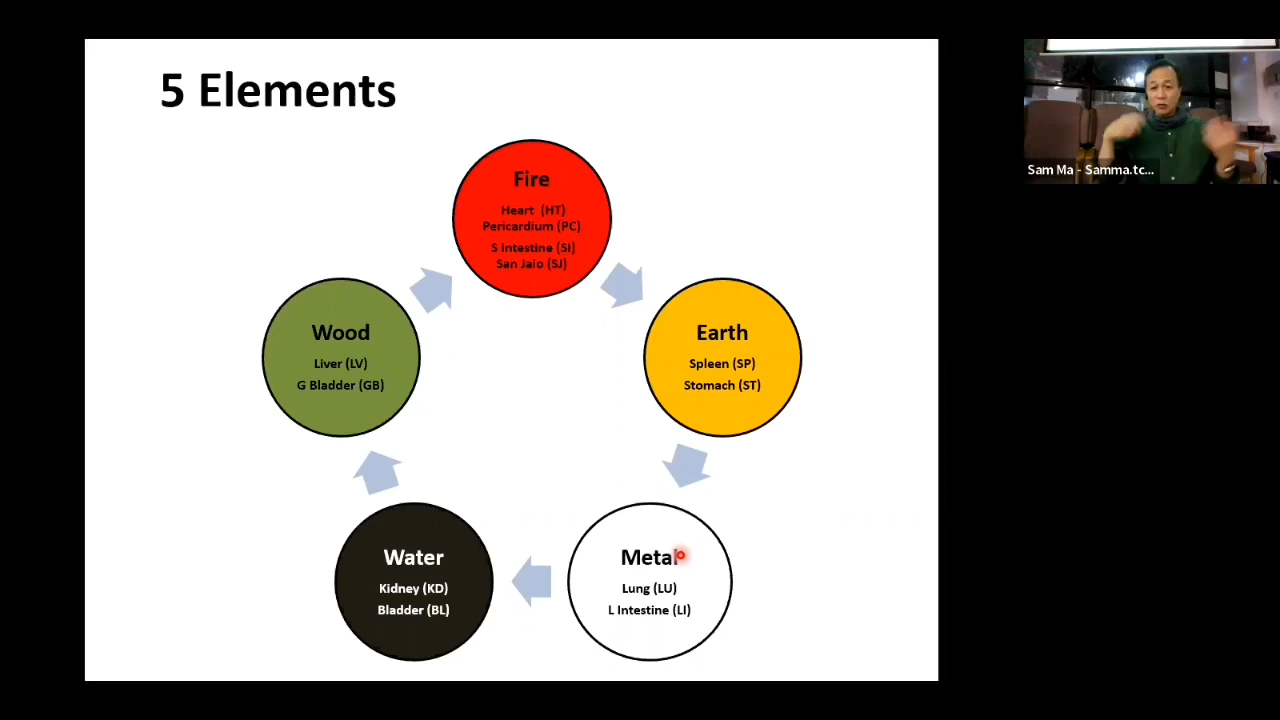 5 Elements
Fire
Heart (HT)
Pericardium (PC)
S Intestine (SI)
San Jaio (SJ)
Wood
Liver (LV)
G Bladder (GB)
Earth
Spleen (SP)
Stomach (ST)
Water
Kidney (KD)
Bladder (BL)
Metal
Lung (LU)
L Intestine (LI)
Sam Ma - Samma.tc...